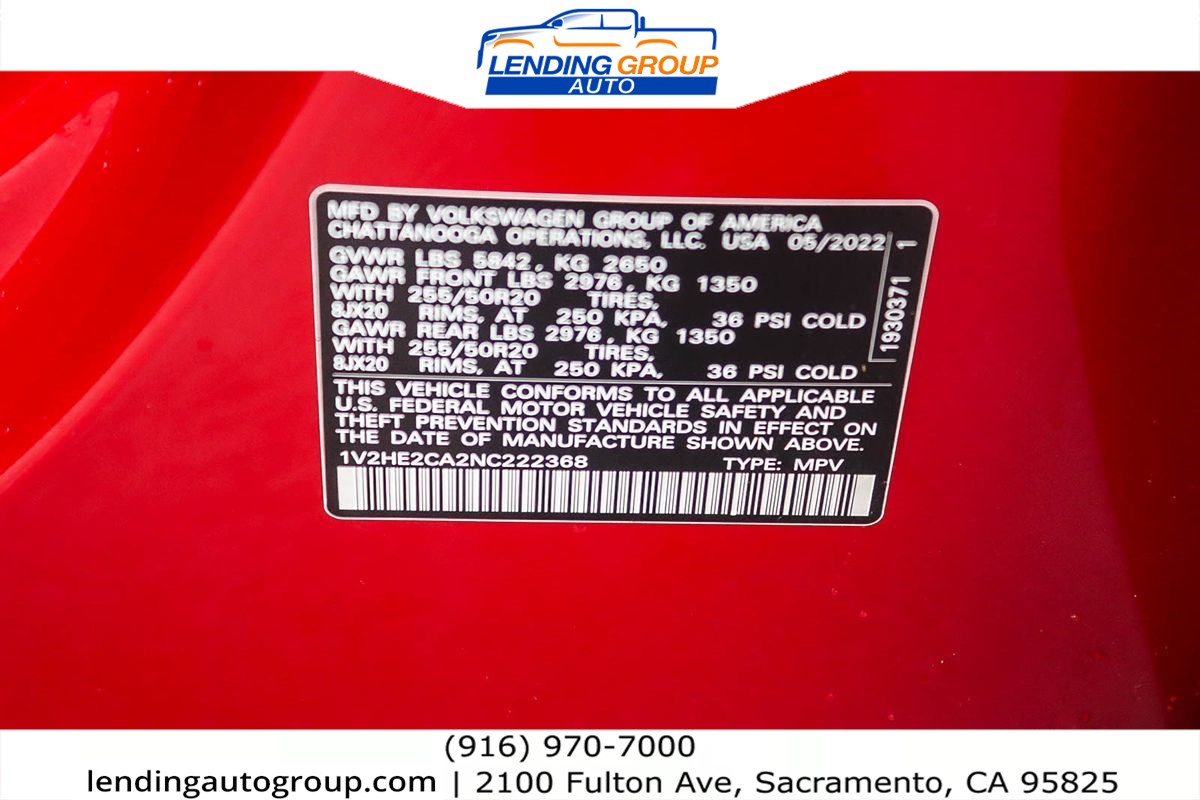 LENDING GROUP
AUTO
MFD BY VOLKSWAGEN GROUP OF AMERICA
CHATTANOOGA OPERATIONS, LLC. USA 05/2022
GVWR LBS 5842, KG 2650
GAWR FRONT LBS 2976, KG 1350
WITH 255/50R20 TIRES,
8JX20 RIMS, AT 250 KPA, 36 PSI COLD
GAWR REAR LBS 2976, KG 1350
WITH 255/50R20 TIRES,
8JX20 RIMS, AT 250 KPA, 36 PSI COLD
1930371 1
THIS VEHICLE CONFORMS TO ALL APPLICABLE
U.S. FEDERAL MOTOR VEHICLE SAFETY AND
THEFT PREVENTION STANDARDS IN EFFECT ON
THE DATE OF MANUFACTURE SHOWN ABOVE.
1V2HE2CA2NC222368 TYPE: MPV
(916) 970-7000
lendingautogroup.com | 2100 Fulton Ave, Sacramento, CA 95825